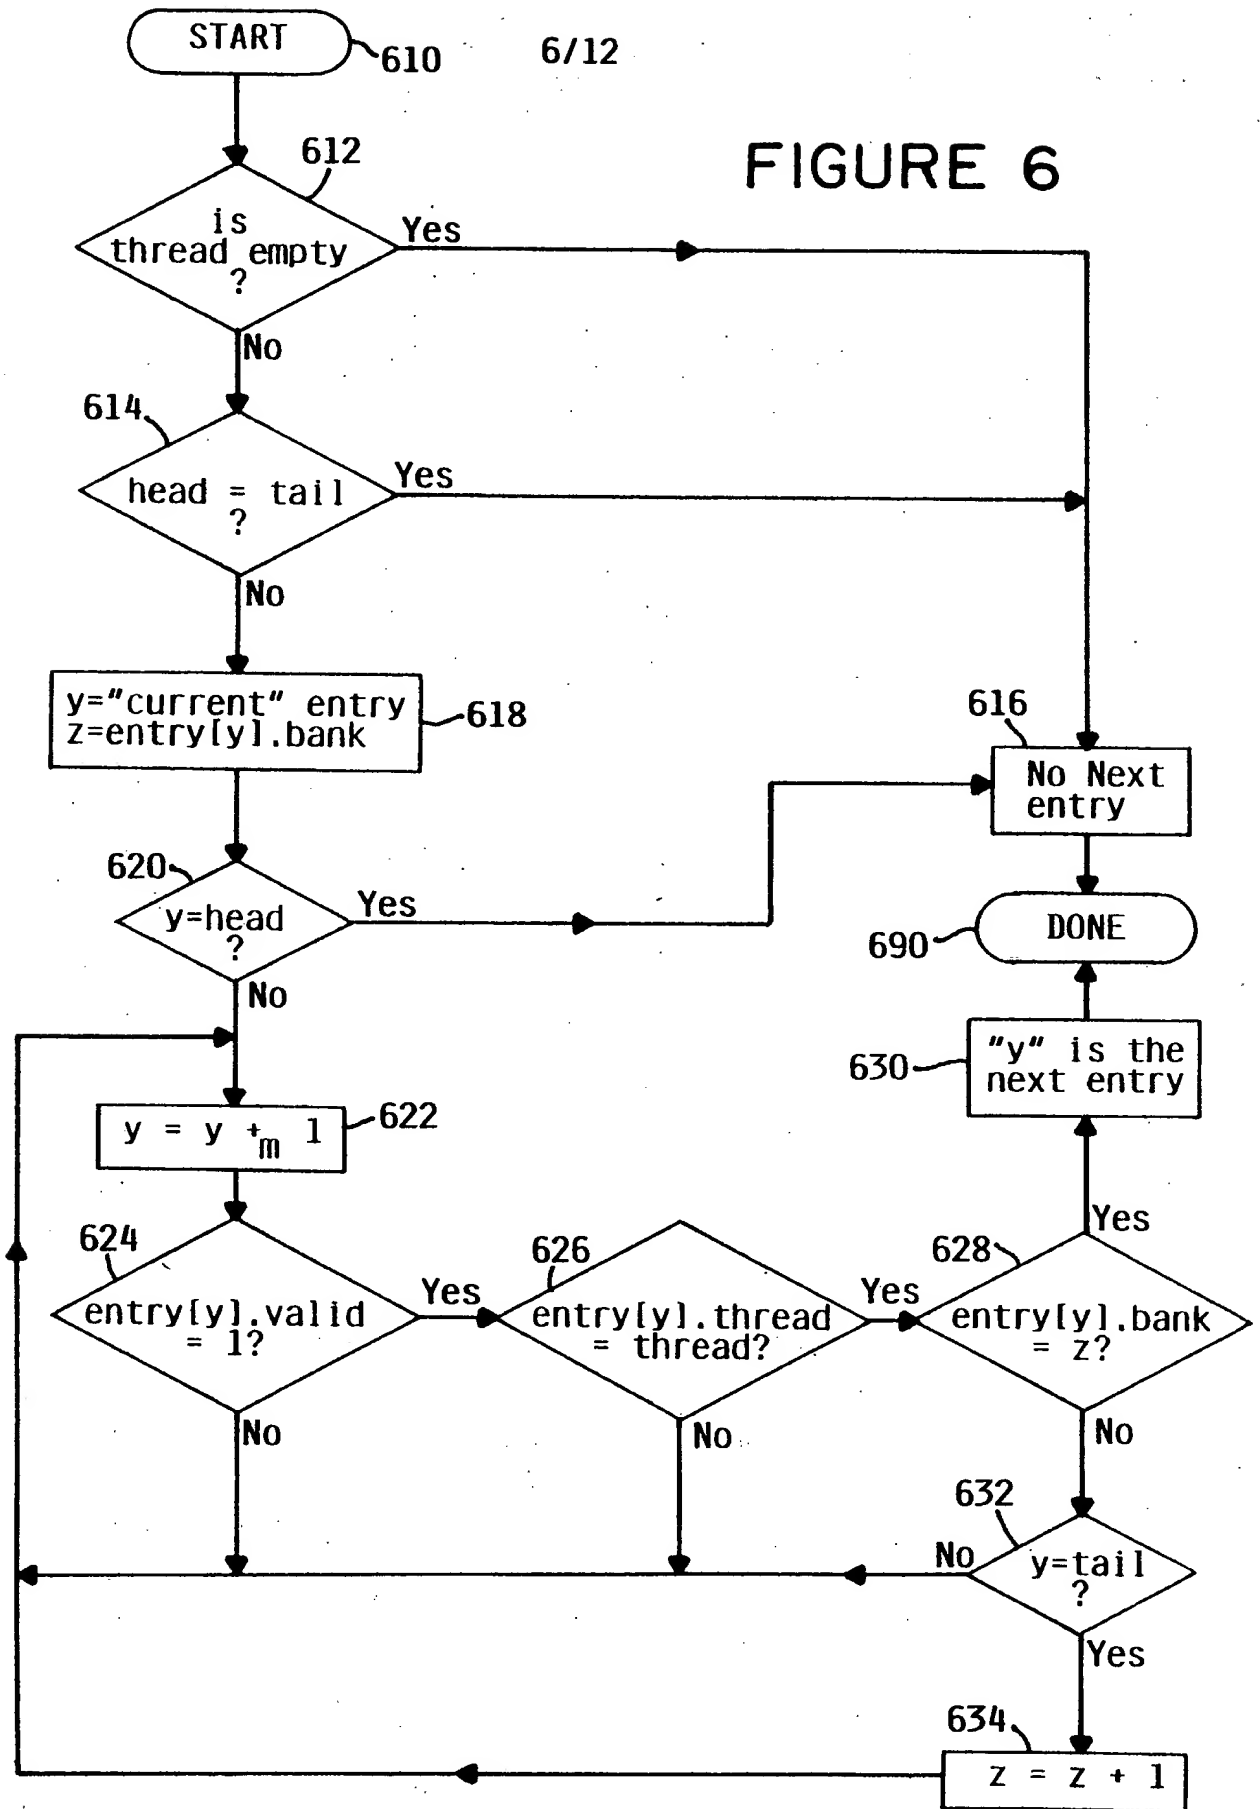 START
610
6/12
FIGURE 6
612
is
thread empty
?
Yes
No
614
head = tail
?
Yes
No
y="current" entry
z=entry[y].bank
618
616
No Next
entry
620
y=head
?
Yes
No
690
DONE
630
"y" is the
next entry
y = y +m 1
622
624
entry[y].valid
= 1?
Yes
No
626
entry[y].thread
= thread?
Yes
No
628
entry[y].bank
= z?
Yes
No
632
y=tail
?
No
Yes
634
z = z + 1